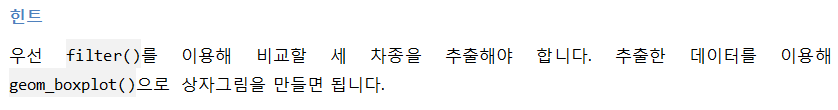 힌트
우선 filter()를 이용해 비교할 세 차종을 추출해야 합니다. 추출한 데이터를 이용해
geom_boxplot()으로 상자그림을 만들면 됩니다.